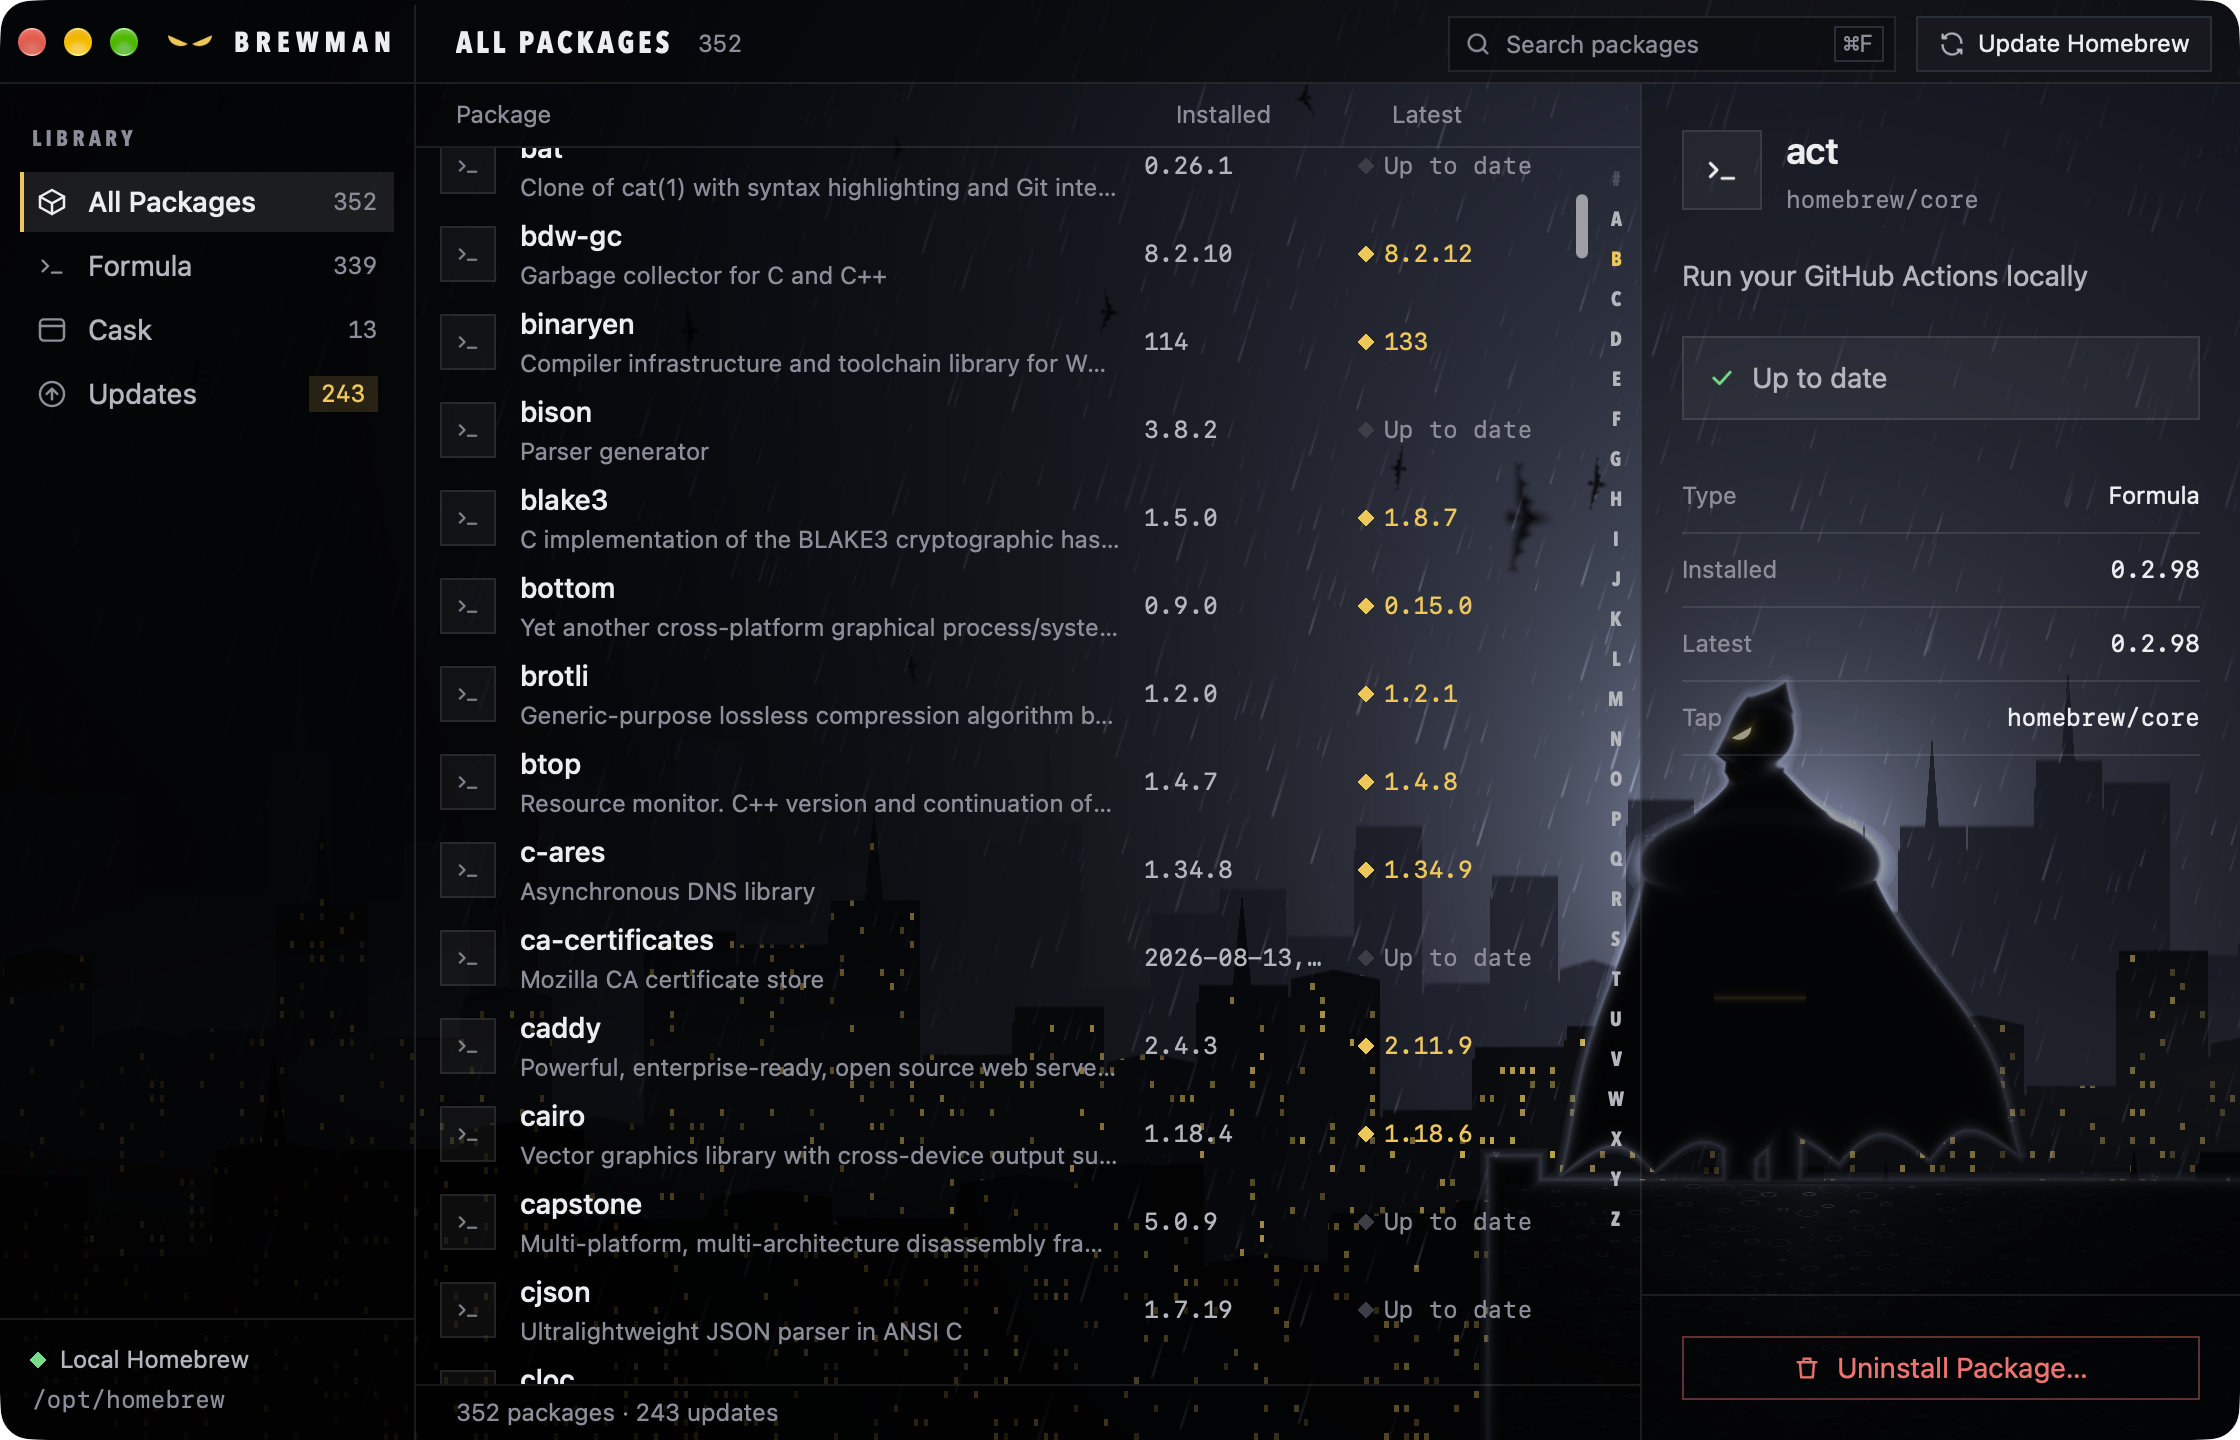 BREWMAN
ALL PACKAGES 352
Search packages ⌘F
Update Homebrew
LIBRARY
All Packages 352
Formula 339
Cask 13
Updates 243
Local Homebrew
/opt/homebrew
Package Installed Latest
bat
Clone of cat(1) with syntax highlighting and Git inte…
0.26.1 Up to date
bdw-gc
Garbage collector for C and C++
8.2.10 8.2.12
binaryen
Compiler infrastructure and toolchain library for W…
114 133
bison
Parser generator
3.8.2 Up to date
blake3
C implementation of the BLAKE3 cryptographic has…
1.5.0 1.8.7
bottom
Yet another cross-platform graphical process/syste…
0.9.0 0.15.0
brotli
Generic-purpose lossless compression algorithm b…
1.2.0 1.2.1
btop
Resource monitor. C++ version and continuation of…
1.4.7 1.4.8
c-ares
Asynchronous DNS library
1.34.8 1.34.9
ca-certificates
Mozilla CA certificate store
2026-08-13,… Up to date
caddy
Powerful, enterprise-ready, open source web serve…
2.4.3 2.11.9
cairo
Vector graphics library with cross-device output su…
1.18.4 1.18.6
capstone
Multi-platform, multi-architecture disassembly fra…
5.0.9 Up to date
cjson
Ultralightweight JSON parser in ANSI C
1.7.19 Up to date
cloc
352 packages · 243 updates
#
A
B
C
D
E
F
G
H
I
J
K
L
M
N
O
P
Q
R
S
T
U
V
W
X
Y
Z
act
homebrew/core
Run your GitHub Actions locally
Up to date
Type Formula
Installed 0.2.98
Latest 0.2.98
Tap homebrew/core
Uninstall Package…